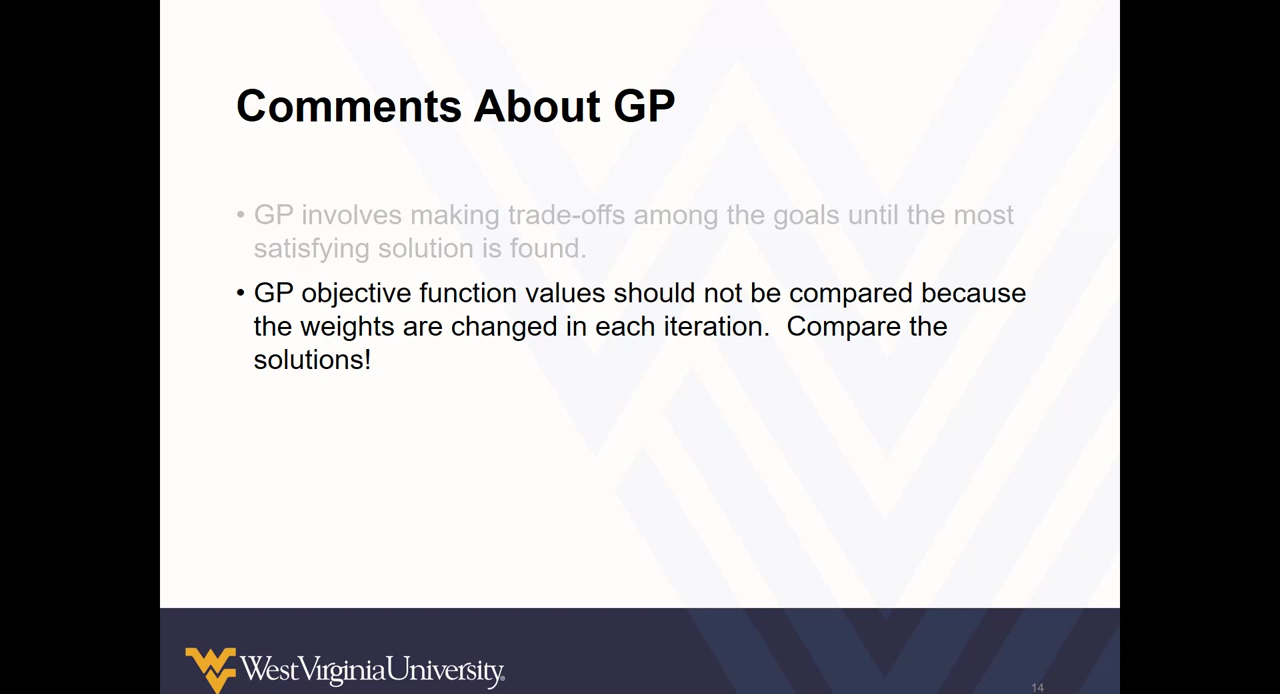 Comments About GP
• GP involves making trade-offs among the goals until the most
satisfying solution is found.
• GP objective function values should not be compared because
the weights are changed in each iteration.  Compare the
solutions!
WestVirginiaUniversity.
14